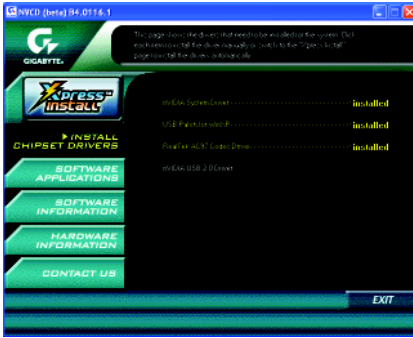 NVCD (beta) B4.0116.1
This page shows the drivers that need to be installed for the system. Click
each item to install the driver manually or switch to the "Xpress Install"
page to install the drivers automatically.
GIGABYTE
Xpress
INSTALL
nVIDIA System Driver installed
USB Patch for WinXP installed
INSTALL
CHIPSET DRIVERS
RealTek AC97 Codec Driver installed
nVIDIA USB 2.0 Driver
SOFTWARE
APPLICATIONS
SOFTWARE
INFORMATION
HARDWARE
INFORMATION
CONTACT US
EXIT